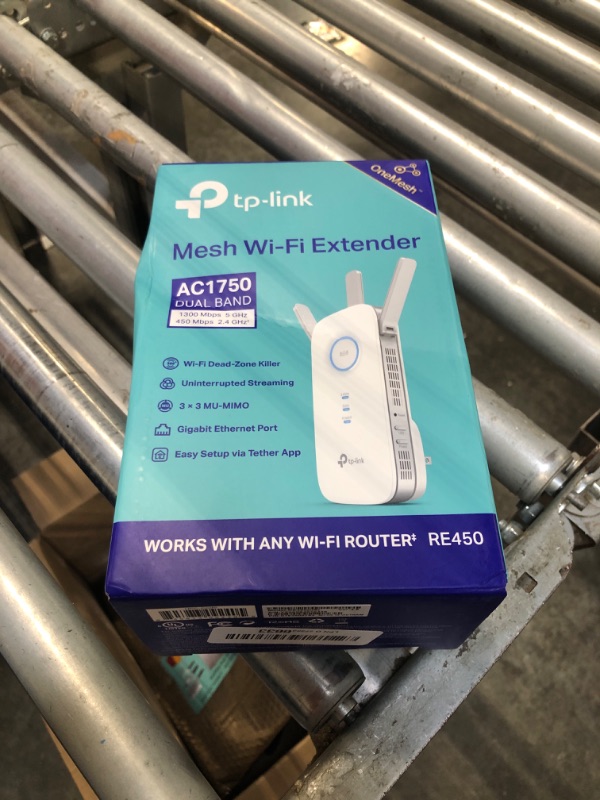 tp-link
OneMesh™
Mesh Wi-Fi Extender
AC1750
DUAL BAND
1300 Mbps 5 GHz
450 Mbps 2.4 GHz
Wi-Fi Dead-Zone Killer
Uninterrupted Streaming
3 × 3 MU-MIMO
Gigabit Ethernet Port
Easy Setup via Tether App
tp-link
WORKS WITH ANY WI-FI ROUTER‡ RE450
FC